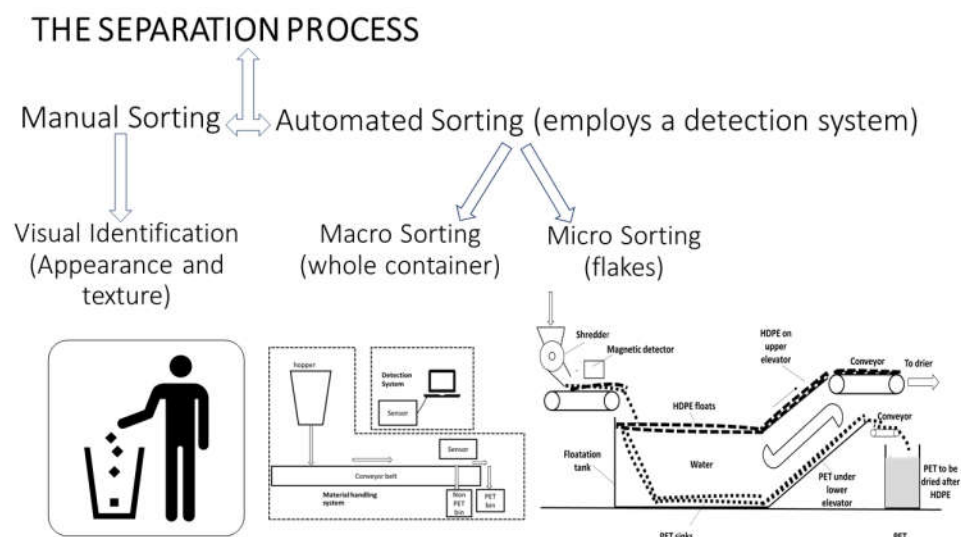 THE SEPARATION PROCESS
Manual Sorting
Automated Sorting (employs a detection system)
Visual Identification
(Appearance and
texture)
Macro Sorting
(whole container)
Micro Sorting
(flakes)
hopper
Detection
System
Sensor
Sensor
Conveyor belt
Material handling
system
Non
PET
bin
PET
bin
Shredder
Magnetic detector
HDPE on
upper
elevator
Conveyor
To drier
HDPE floats
Conveyor
Floatation
tank
Water
PET under
lower
elevator
PET to be
dried after
HDPE
PET sinks
PET